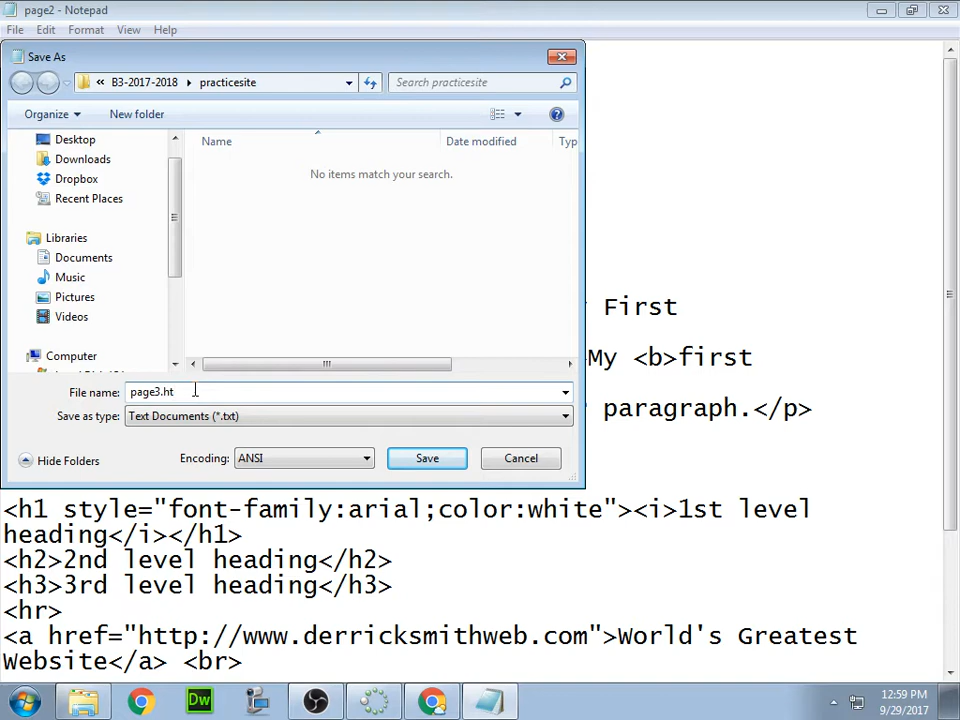 page2 - Notepad
File Edit Format View Help
Save As
« B3-2017-2018 practicesite
Search practicesite
Organize New folder
Desktop
Downloads
Dropbox
Recent Places
Libraries
Documents
Music
Pictures
Videos
Computer
Name Date modified Typ
No items match your search.
File name: page3.ht
Save as type: Text Documents (*.txt)
Hide Folders
Encoding: ANSI
Save Cancel
First
My <b>first
paragraph.</p>
<h1 style="font-family:arial;color:white"><i>1st level
heading</i></h1>
<h2>2nd level heading</h2>
<h3>3rd level heading</h3>
<hr>
<a href="http://www.derricksmithweb.com">World's Greatest
Website</a> <br>
Dw
12:59 PM
9/29/2017